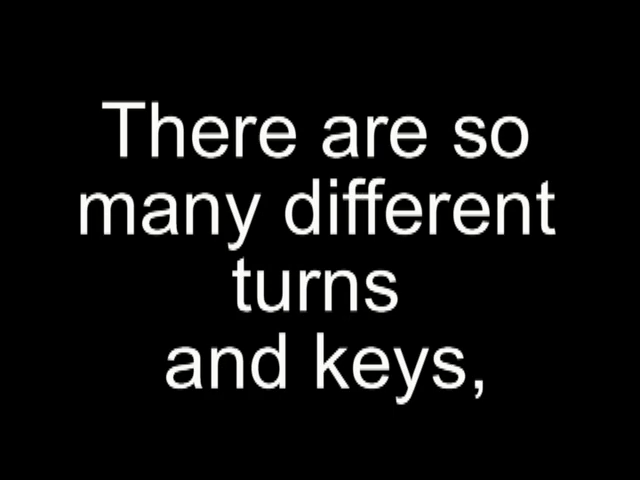 There are so
many different
turns
and keys,